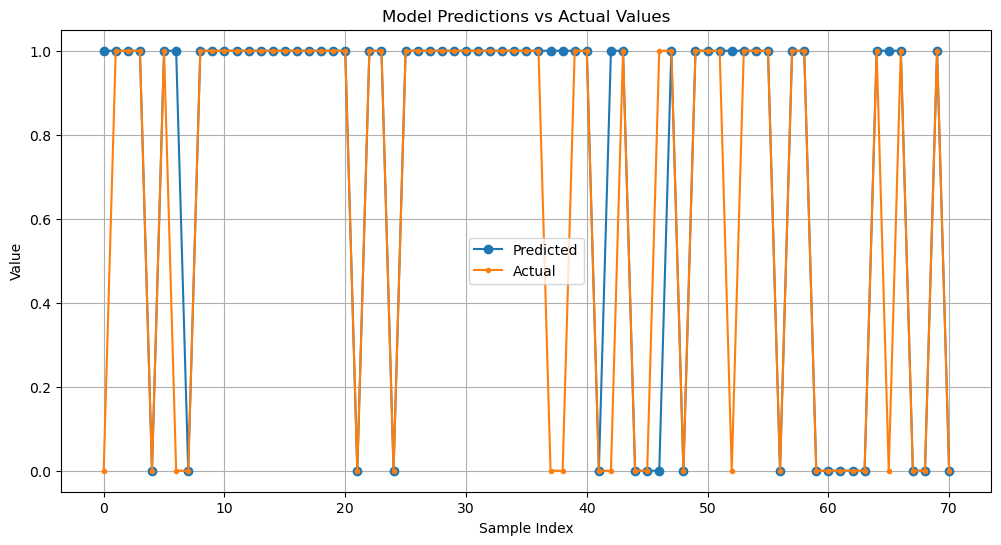 Model Predictions vs Actual Values
1.0
0.8
0.6
0.4
0.2
0.0
Value
Predicted
Actual
0 10 20 30 40 50 60 70
Sample Index